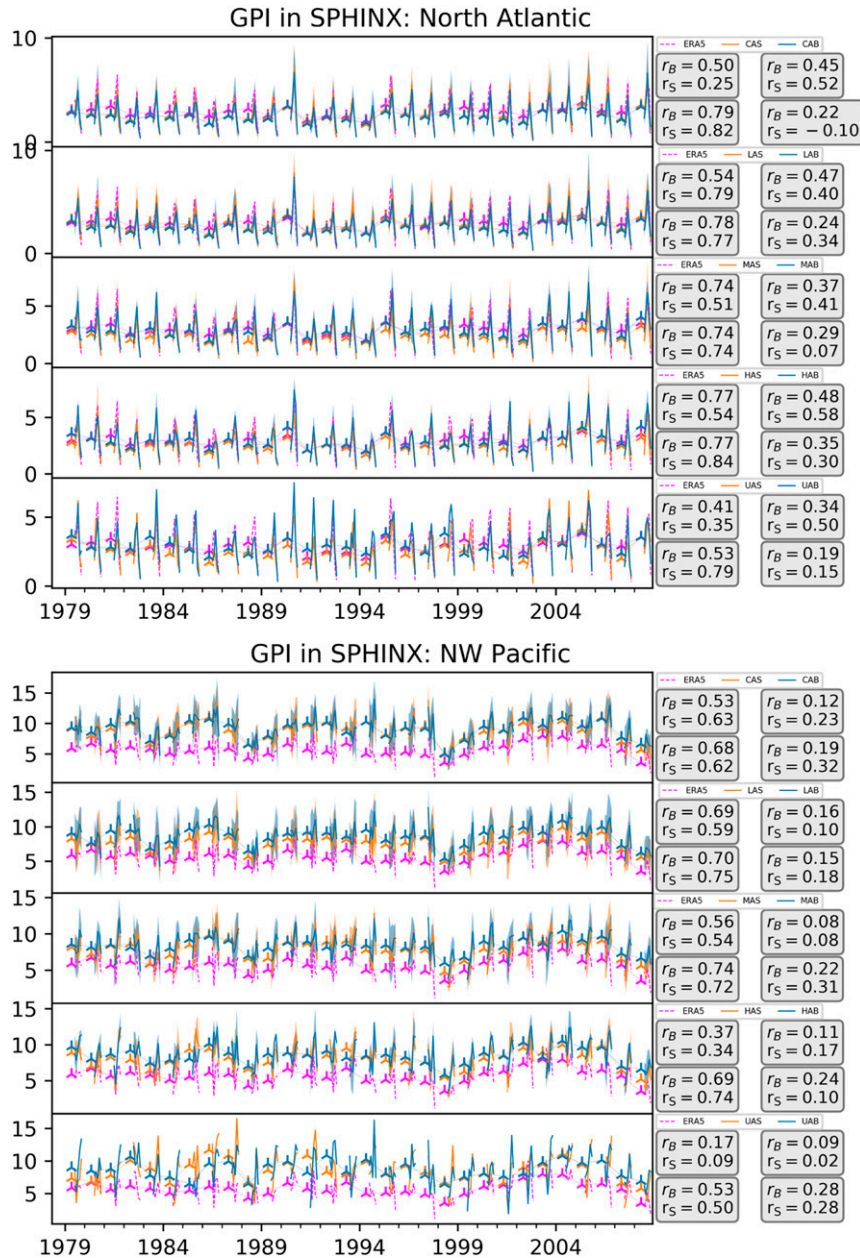 GPI in SPHINX: North Atlantic
10
0
ERA5 CAS CAB
r_B = 0.50 r_B = 0.45
r_S = 0.25 r_S = 0.52
r_B = 0.79 r_B = 0.22
r_S = 0.82 r_S = −0.10
10
0
ERA5 LAS LAB
r_B = 0.54 r_B = 0.47
r_S = 0.79 r_S = 0.40
r_B = 0.78 r_B = 0.24
r_S = 0.77 r_S = 0.34
5
0
ERA5 MAS MAB
r_B = 0.74 r_B = 0.37
r_S = 0.51 r_S = 0.41
r_B = 0.74 r_B = 0.29
r_S = 0.74 r_S = 0.07
5
0
ERA5 HAS HAB
r_B = 0.77 r_B = 0.48
r_S = 0.54 r_S = 0.58
r_B = 0.77 r_B = 0.35
r_S = 0.84 r_S = 0.30
5
0
ERA5 UAS UAB
r_B = 0.41 r_B = 0.34
r_S = 0.35 r_S = 0.50
r_B = 0.53 r_B = 0.19
r_S = 0.79 r_S = 0.15
1979 1984 1989 1994 1999 2004
GPI in SPHINX: NW Pacific
15
10
5
ERA5 CAS CAB
r_B = 0.53 r_B = 0.12
r_S = 0.63 r_S = 0.23
r_B = 0.68 r_B = 0.19
r_S = 0.62 r_S = 0.32
15
10
5
ERA5 LAS LAB
r_B = 0.69 r_B = 0.16
r_S = 0.59 r_S = 0.10
r_B = 0.70 r_B = 0.15
r_S = 0.75 r_S = 0.18
15
10
5
ERA5 MAS MAB
r_B = 0.56 r_B = 0.08
r_S = 0.54 r_S = 0.08
r_B = 0.74 r_B = 0.22
r_S = 0.72 r_S = 0.31
15
10
5
ERA5 HAS HAB
r_B = 0.37 r_B = 0.11
r_S = 0.34 r_S = 0.17
r_B = 0.69 r_B = 0.24
r_S = 0.74 r_S = 0.10
15
10
5
ERA5 UAS UAB
r_B = 0.17 r_B = 0.09
r_S = 0.09 r_S = 0.02
r_B = 0.53 r_B = 0.28
r_S = 0.50 r_S = 0.28
1979 1984 1989 1994 1999 2004